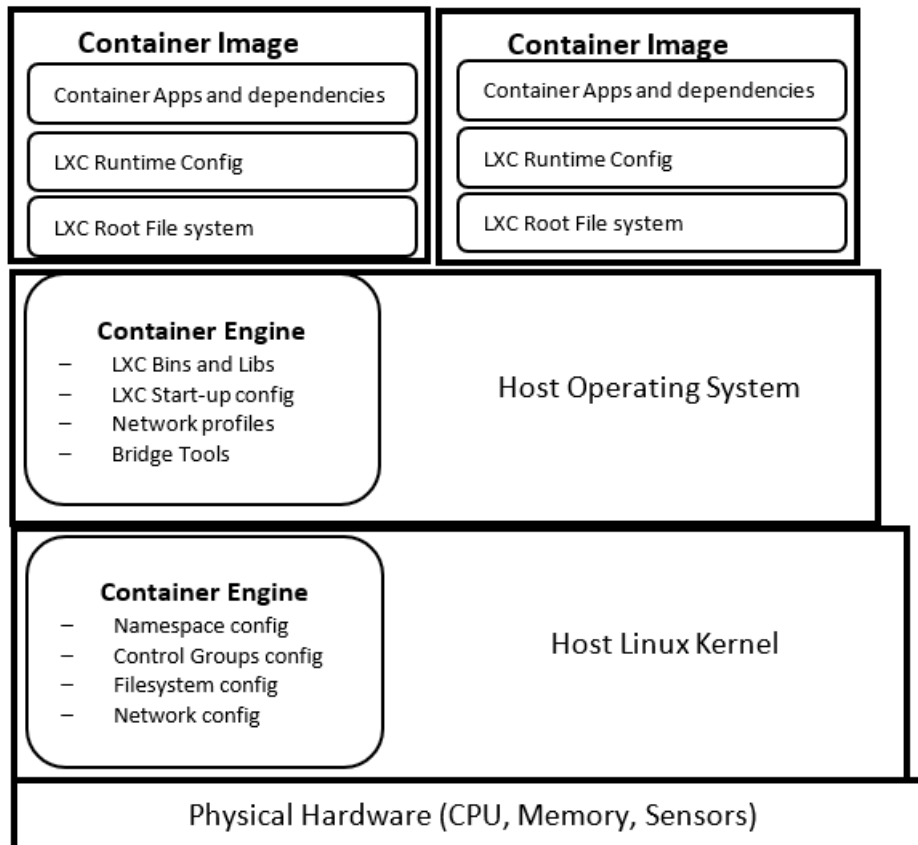 Container Image
Container Apps and dependencies
LXC Runtime Config
LXC Root File system
Container Image
Container Apps and dependencies
LXC Runtime Config
LXC Root File system
Container Engine
– LXC Bins and Libs
– LXC Start-up config
– Network profiles
– Bridge Tools
Host Operating System
Container Engine
– Namespace config
– Control Groups config
– Filesystem config
– Network config
Host Linux Kernel
Physical Hardware (CPU, Memory, Sensors)